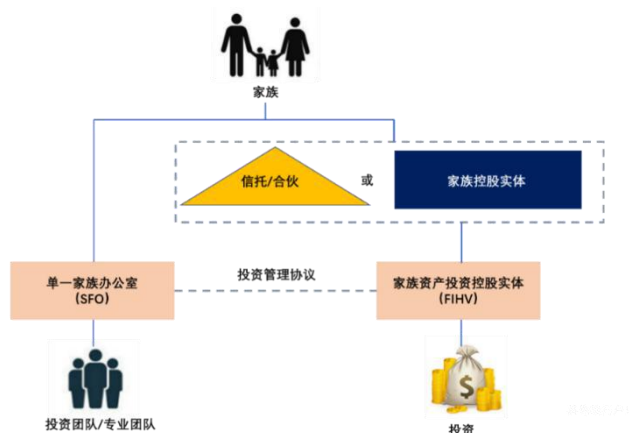 家族
信托/合伙
或
家族控股实体
单一家族办公室
(SFO)
投资管理协议
家族资产投资控股实体
(FIHV)
$
投资团队/专业团队
投资